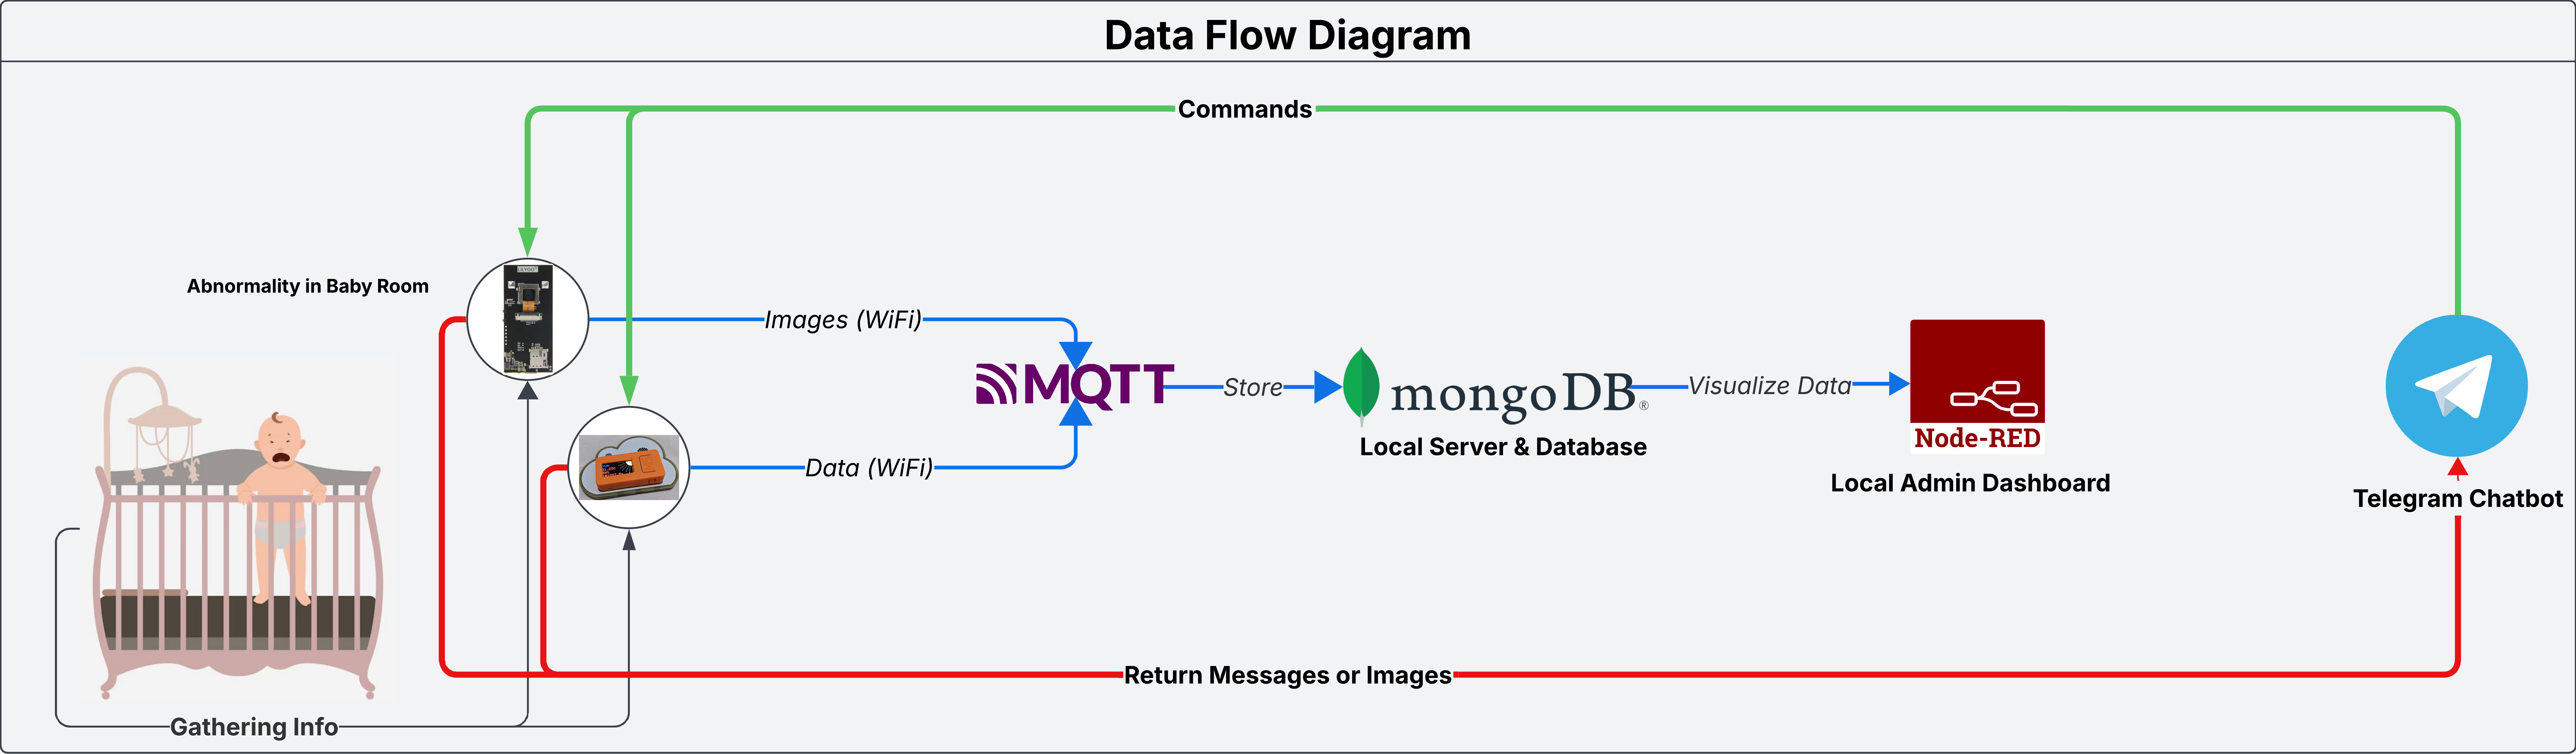 Data Flow Diagram
Commands
Abnormality in Baby Room
Images (WiFi)
MQTT
Store
mongoDB®
Visualize Data
Node-RED
Local Server & Database
Data (WiFi)
Local Admin Dashboard
Telegram Chatbot
Return Messages or Images
Gathering Info